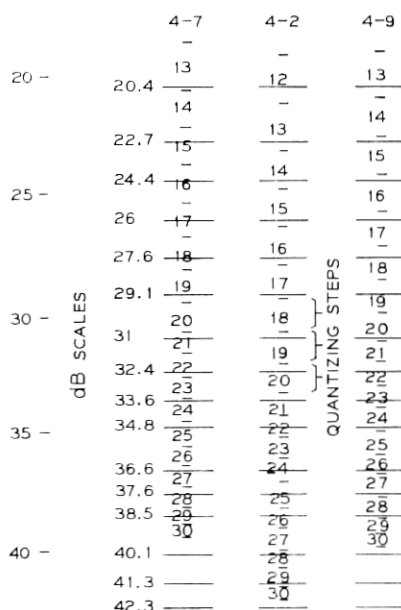 4-7 4-2 4-9
13 13
20 – 12
20.4
14 14
13
22.7
15 15
24.4 14
16 16
25 – 15
26
17 17
16
27.6 18 18
17
29.1 19 19
30 – 20 18 20
31
21 19 21
32.4 22 22
23 20 23
33.6
24 21 24
34.8 22
35 – 25 23 25
26 26
36.6 24
27 27
37.6
28 25 28
38.5
29 26 29
30 27 30
40 –
40.1
28
41.3 29
30
42.3
dB SCALES
QUANTIZING STEPS